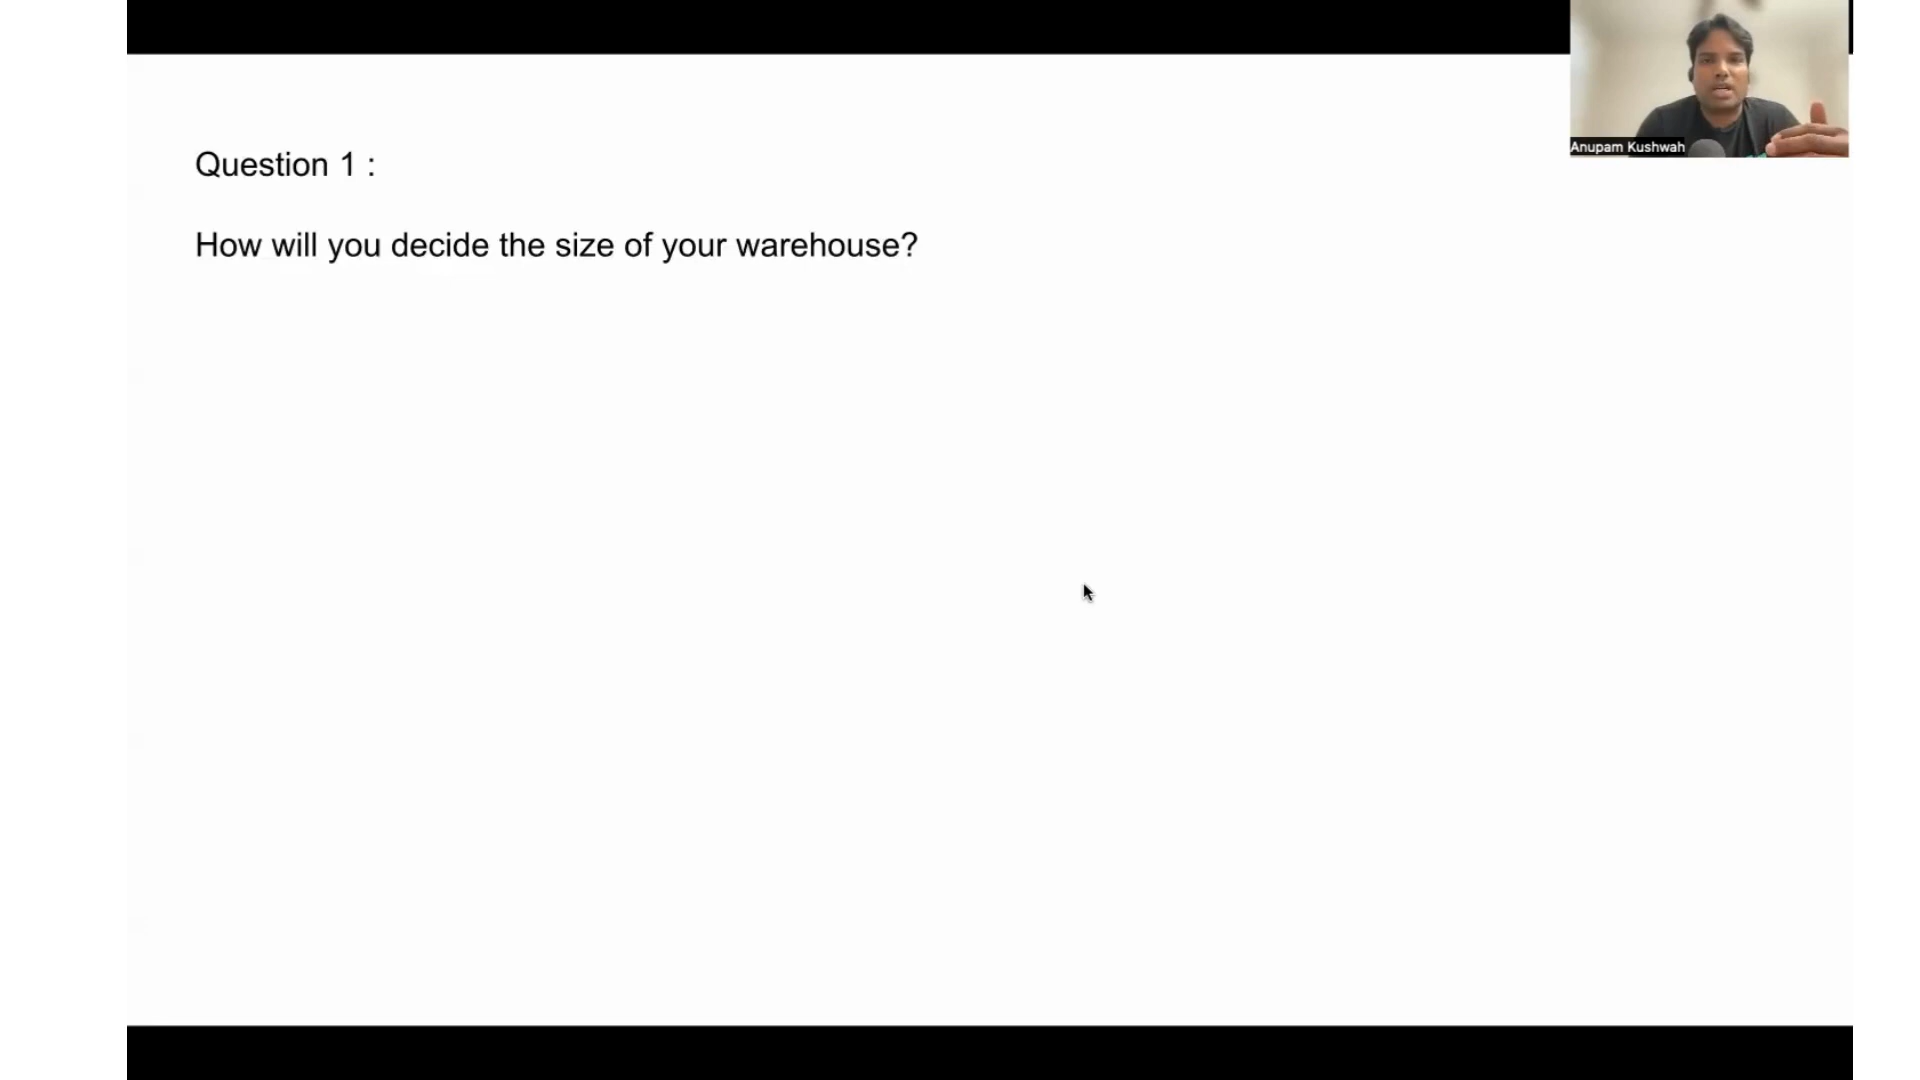 Question 1 :
How will you decide the size of your warehouse?
Anupam Kushwah